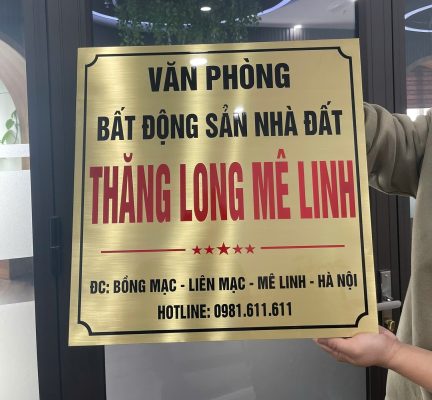 VĂN PHÒNG
BẤT ĐỘNG SẢN NHÀ ĐẤT
THĂNG LONG MÊ LINH
ĐC: BỒNG MẠC - LIÊN MẠC - MÊ LINH - HÀ NỘI
HOTLINE: 0981.611.611